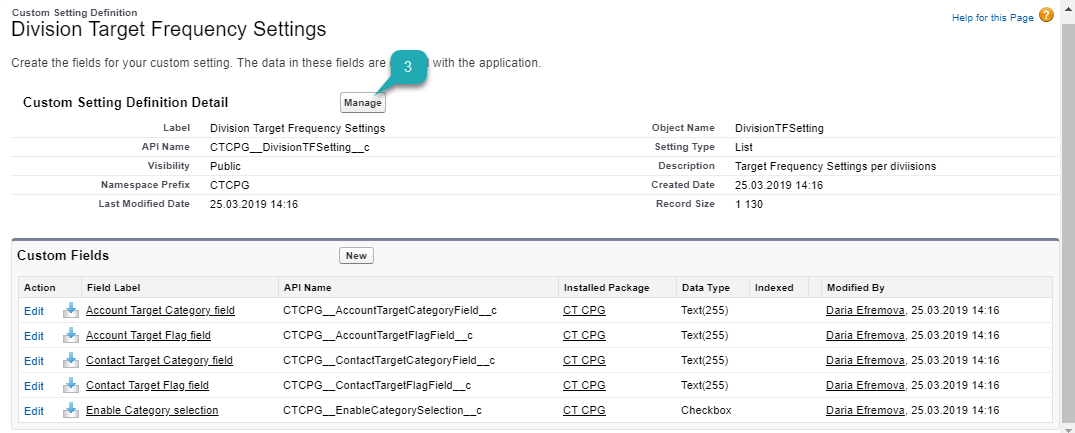 Custom Setting Definition
Division Target Frequency Settings
Help for this Page ?
Create the fields for your custom setting. The data in these fields are with the application.
3
Custom Setting Definition Detail Manage
Label Division Target Frequency Settings Object Name DivisionTFSetting
API Name CTCPG__DivisionTFSetting__c Setting Type List
Visibility Public Description Target Frequency Settings per diviisions
Namespace Prefix CTCPG Created Date 25.03.2019 14:16
Last Modified Date 25.03.2019 14:16 Record Size 1 130
Custom Fields New
Action Field Label API Name Installed Package Data Type Indexed Modified By
Edit Account Target Category field CTCPG__AccountTargetCategoryField__c CT CPG Text(255) Daria Efremova, 25.03.2019 14:16
Edit Account Target Flag field CTCPG__AccountTargetFlagField__c CT CPG Text(255) Daria Efremova, 25.03.2019 14:16
Edit Contact Target Category field CTCPG__ContactTargetCategoryField__c CT CPG Text(255) Daria Efremova, 25.03.2019 14:16
Edit Contact Target Flag field CTCPG__ContactTargetFlagField__c CT CPG Text(255) Daria Efremova, 25.03.2019 14:16
Edit Enable Category selection CTCPG__EnableCategorySelection__c CT CPG Checkbox Daria Efremova, 25.03.2019 14:16